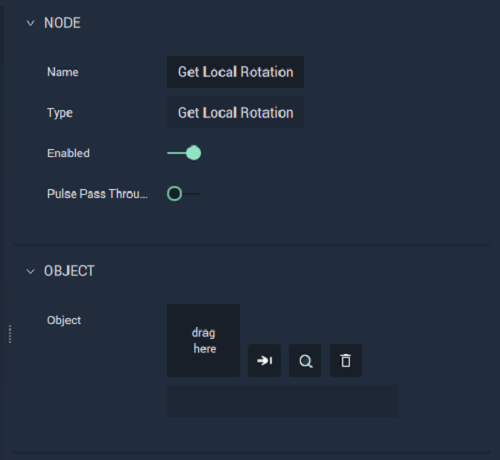 NODE
Name Get Local Rotation
Type Get Local Rotation
Enabled
Pulse Pass Throu...
OBJECT
Object
drag
here